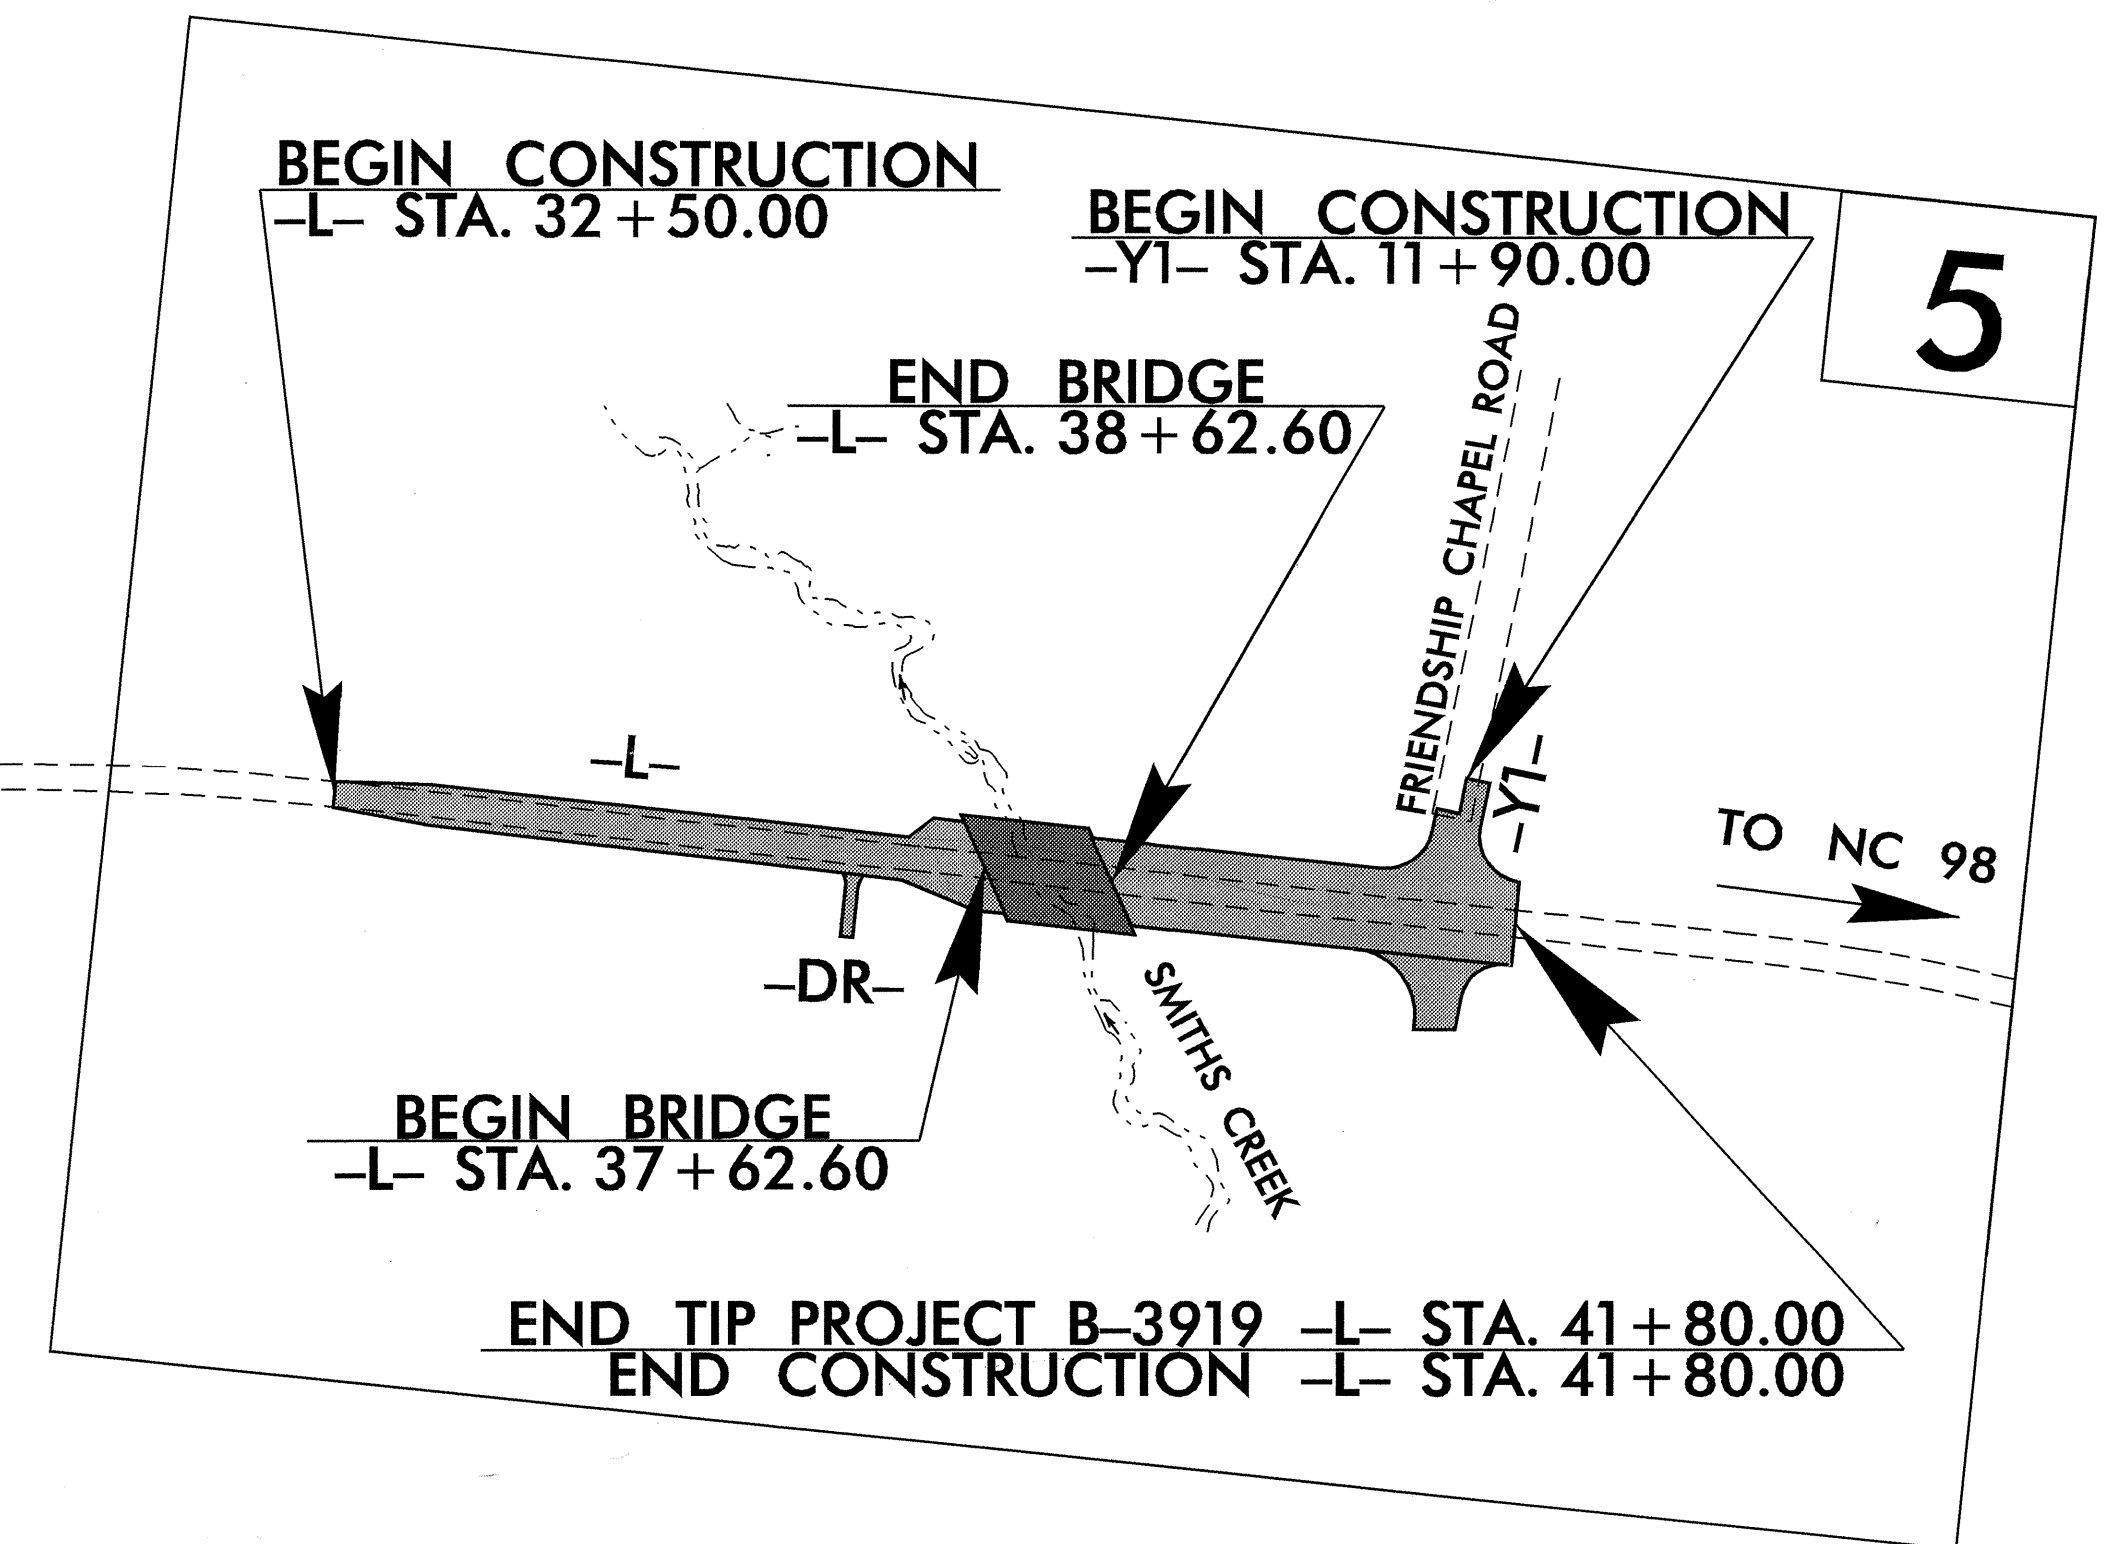 BEGIN CONSTRUCTION
–L– STA. 32+50.00
BEGIN CONSTRUCTION
–Y1– STA. 11+90.00
5
END BRIDGE
–L– STA. 38+62.60
FRIENDSHIP CHAPEL ROAD
–L–
–Y1–
TO NC 98
–DR–
SMITHS CREEK
BEGIN BRIDGE
–L– STA. 37+62.60
END TIP PROJECT B–3919 –L– STA. 41+80.00
END CONSTRUCTION –L– STA. 41+80.00